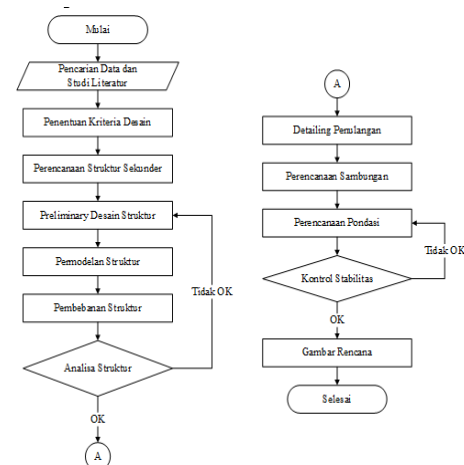 Mulai
Pencarian Data dan
Studi Literatur
Penentuan Kriteria Desain
Perencanaan Struktur Sekunder
Preliminary Desain Struktur
Permodelan Struktur
Pembebanan Struktur
Tidak OK
Analisa Struktur
OK
A
A
Detailing Penulangan
Perencanaan Sambungan
Perencanaan Pondasi
Tidak OK
Kontrol Stabilitas
OK
Gambar Rencana
Selesai